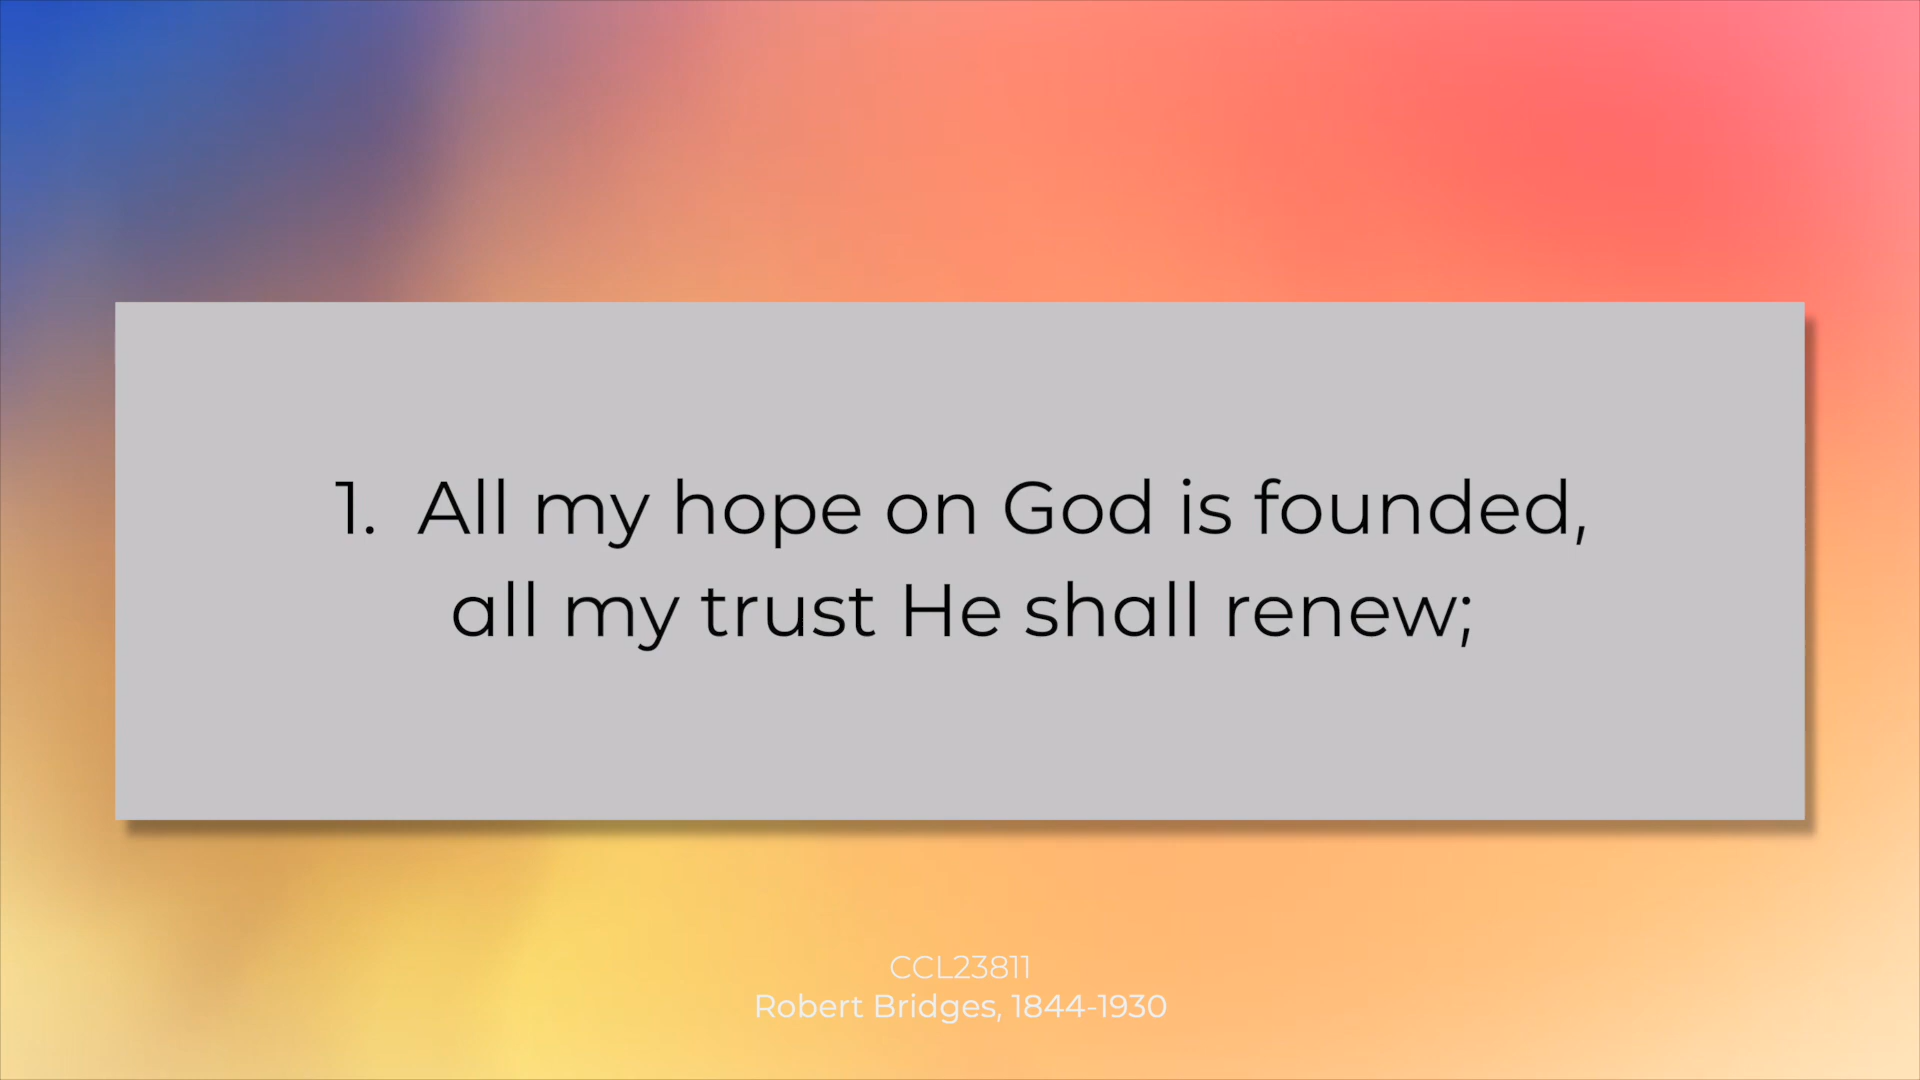 1.  All my hope on God is founded,
all my trust He shall renew;
CCL23811
Robert Bridges, 1844-1930